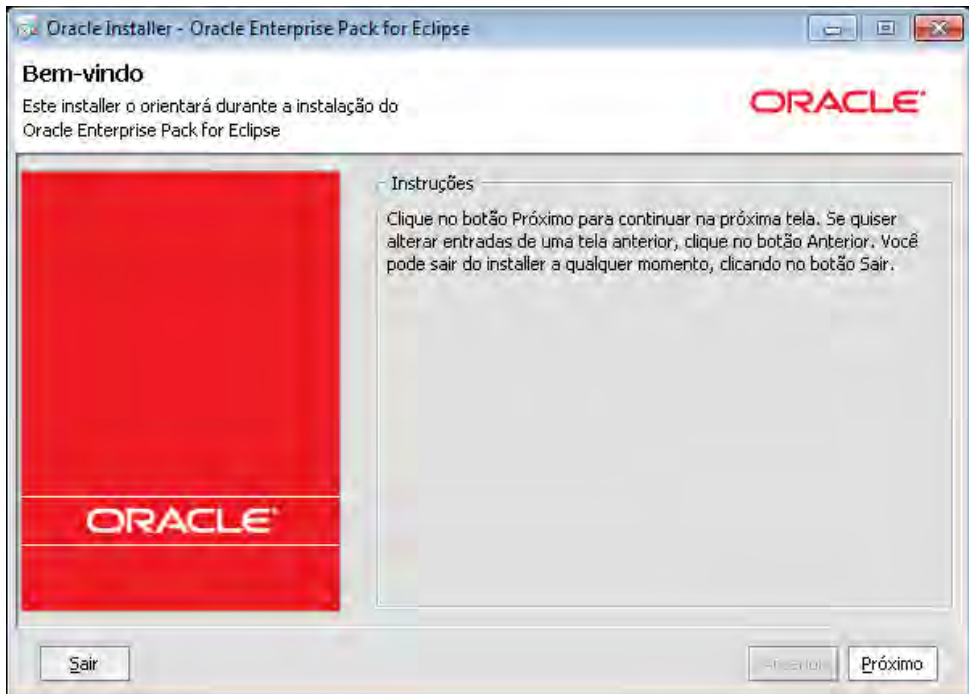 Oracle Installer - Oracle Enterprise Pack for Eclipse
Bem-vindo
Este installer o orientará durante a instalação do
Oracle Enterprise Pack for Eclipse
ORACLE
Instruções
Clique no botão Próximo para continuar na próxima tela. Se quiser
alterar entradas de uma tela anterior, clique no botão Anterior. Você
pode sair do installer a qualquer momento, clicando no botão Sair.
ORACLE
Sair
Anterior
Próximo